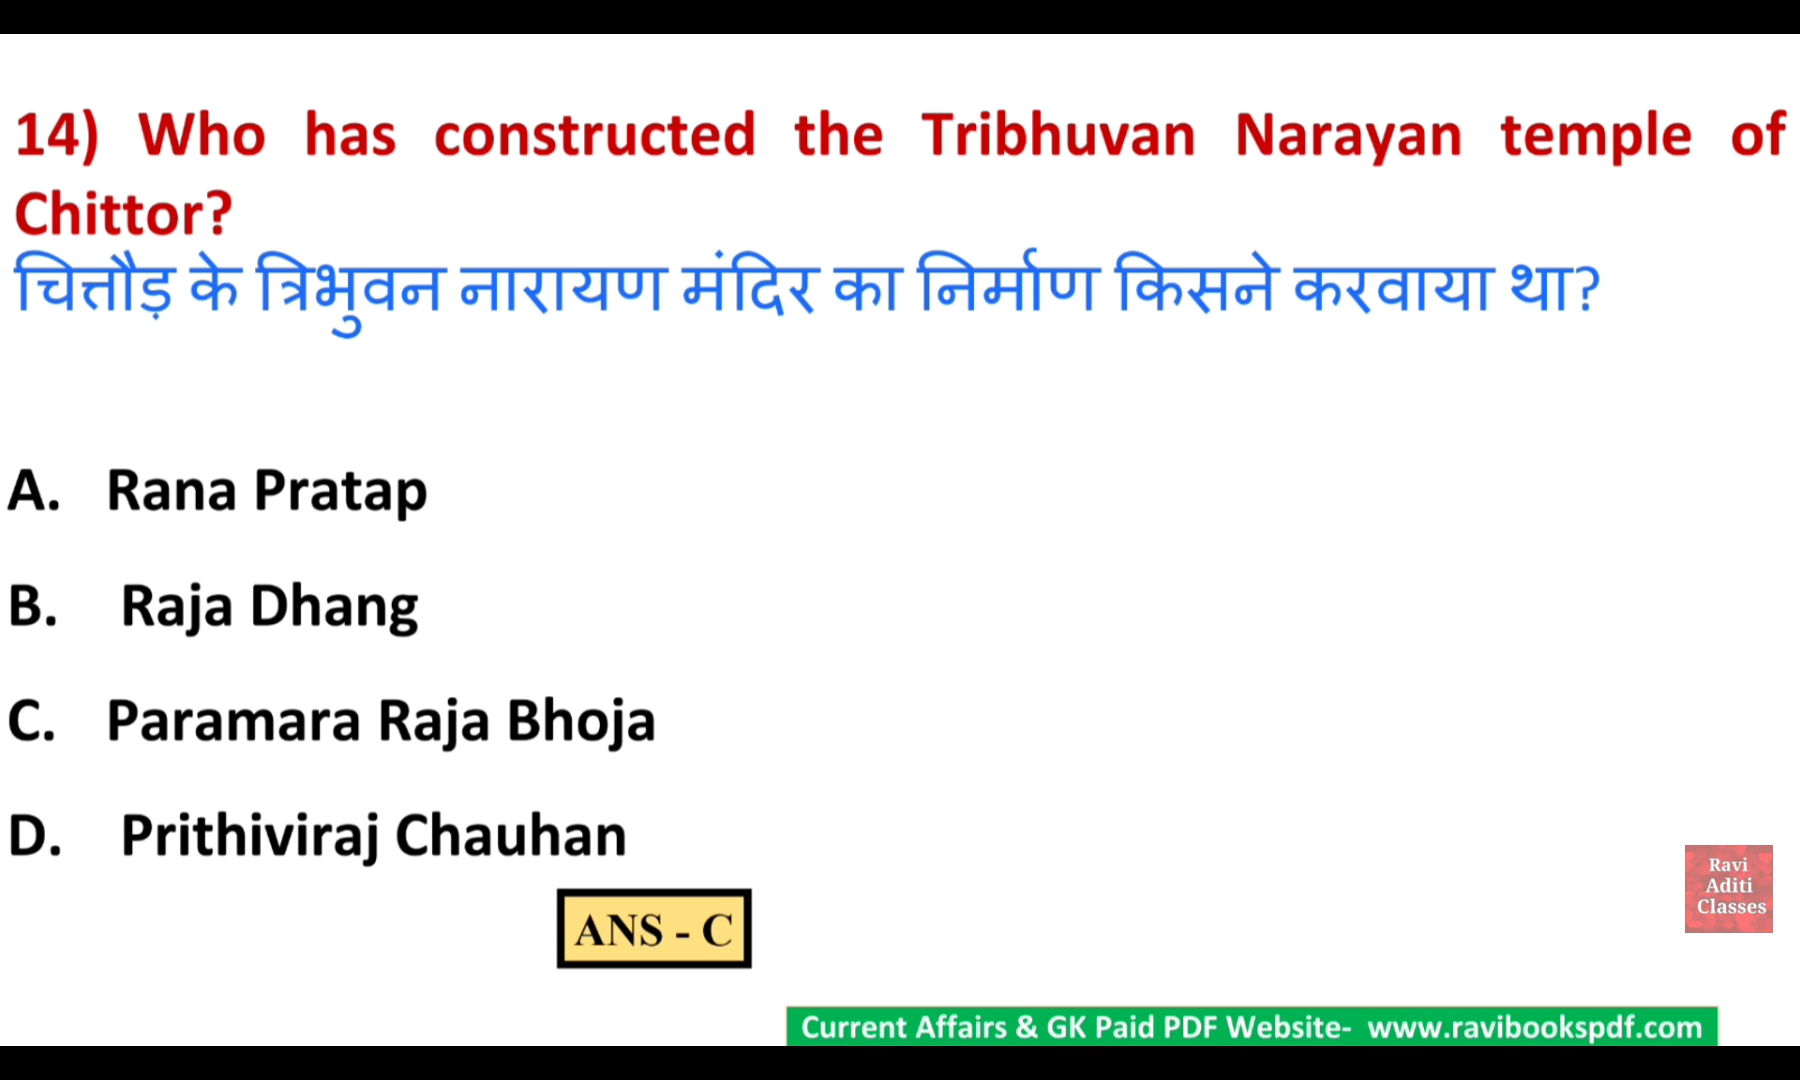 14) Who has constructed the Tribhuvan Narayan temple of
Chittor?
चित्तौड़ के त्रिभुवन नारायण मंदिर का निर्माण किसने करवाया था?
A. Rana Pratap
B. Raja Dhang
C. Paramara Raja Bhoja
D. Prithiviraj Chauhan
ANS - C
Ravi
Aditi
Classes
Current Affairs & GK Paid PDF Website- www.ravibookspdf.com